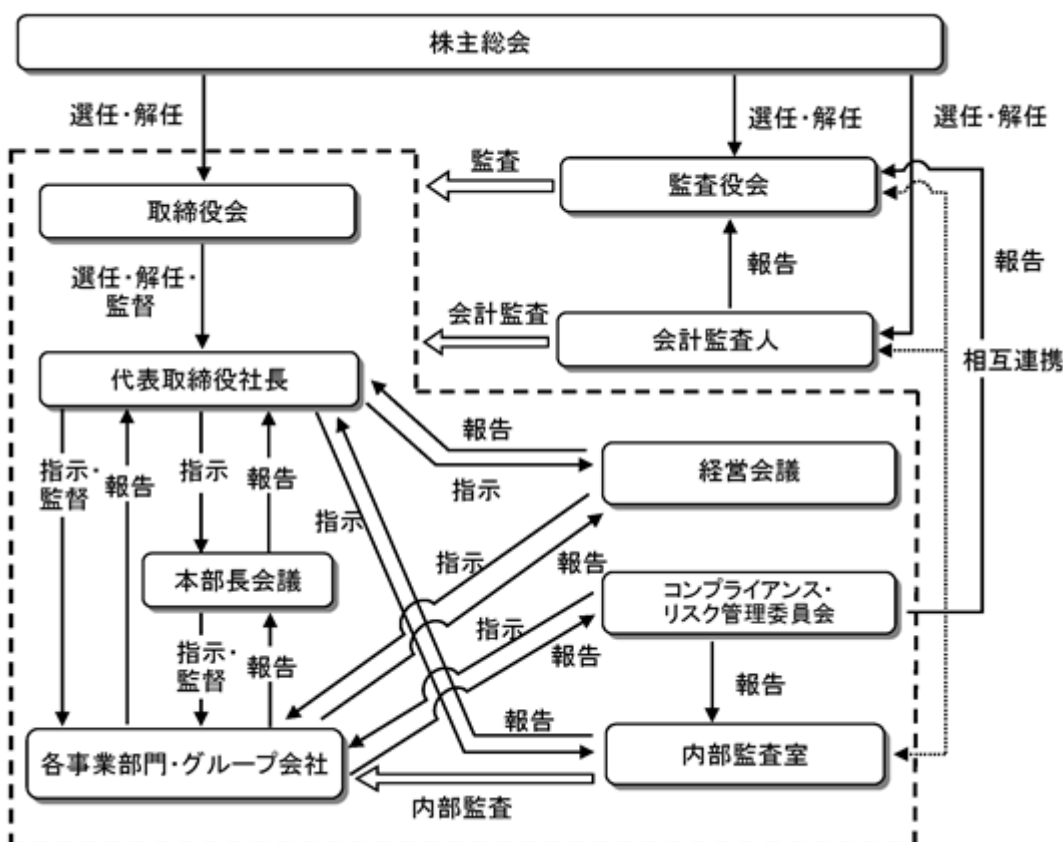 株主総会
選任・解任
選任・解任
選任・解任
監査
監査役会
取締役会
報告
報告
選任・解任・
監督
会計監査
会計監査人
相互連携
代表取締役社長
報告
経営会議
指示
指示・
監督
報告
指示
報告
指示
指示
報告
本部長会議
コンプライアンス・
リスク管理委員会
指示
報告
指示・
監督
報告
報告
報告
各事業部門・グループ会社
内部監査室
内部監査